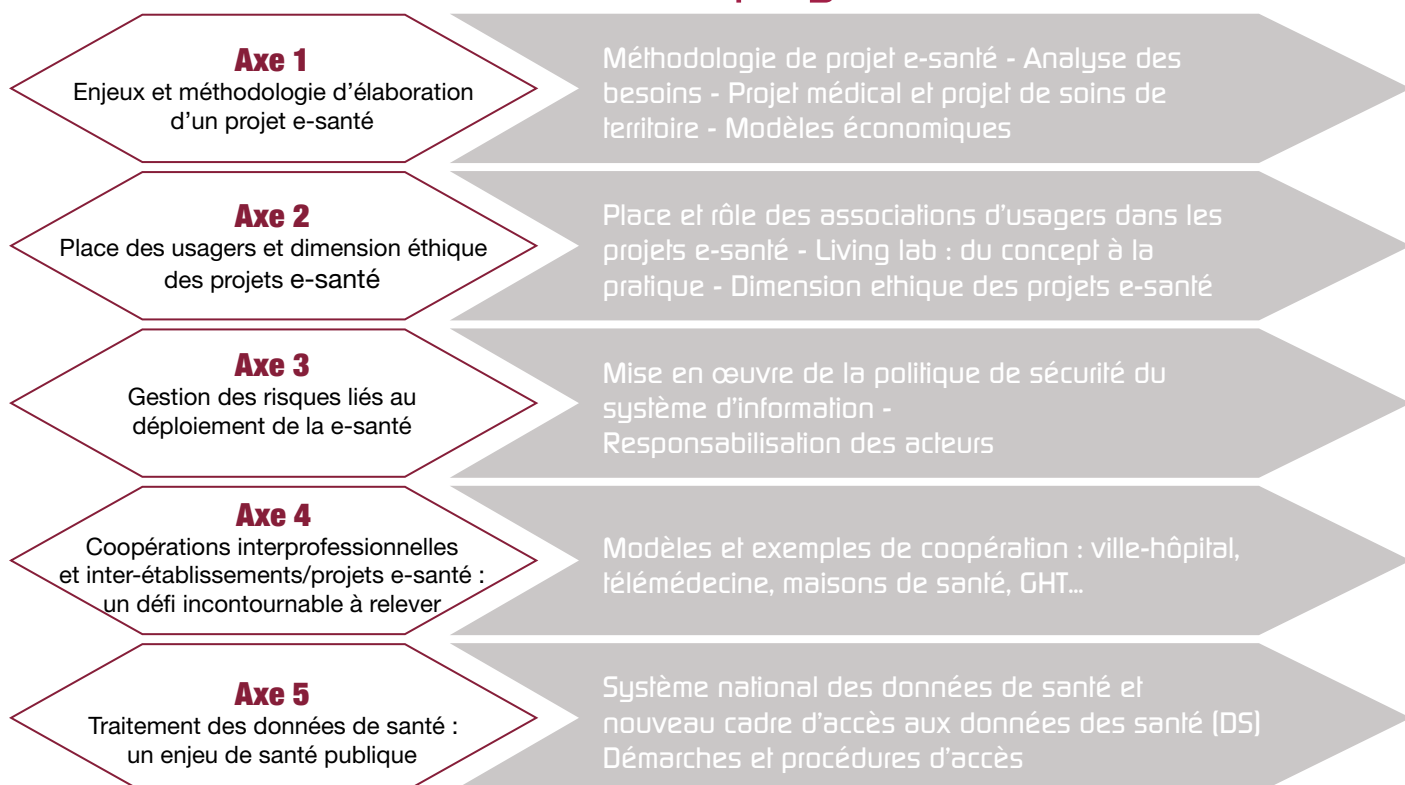 Axe 1
Enjeux et méthodologie d'élaboration
d'un projet e-santé
Méthodologie de projet e-santé - Analyse des
besoins - Projet médical et projet de soins de
territoire - Modèles économiques
Axe 2
Place des usagers et dimension éthique
des projets e-santé
Place et rôle des associations d'usagers dans les
projets e-santé - Living lab : du concept à la
pratique - Dimension ethique des projets e-santé
Axe 3
Gestion des risques liés au
déploiement de la e-santé
Mise en œuvre de la politique de sécurité du
système d'information -
Responsabilisation des acteurs
Axe 4
Coopérations interprofessionnelles
et inter-établissements/projets e-santé :
un défi incontournable à relever
Modèles et exemples de coopération : ville-hôpital,
télémédecine, maisons de santé, GHT...
Axe 5
Traitement des données de santé :
un enjeu de santé publique
Système national des données de santé et
nouveau cadre d'accès aux données des santé (DS)
Démarches et procédures d'accès